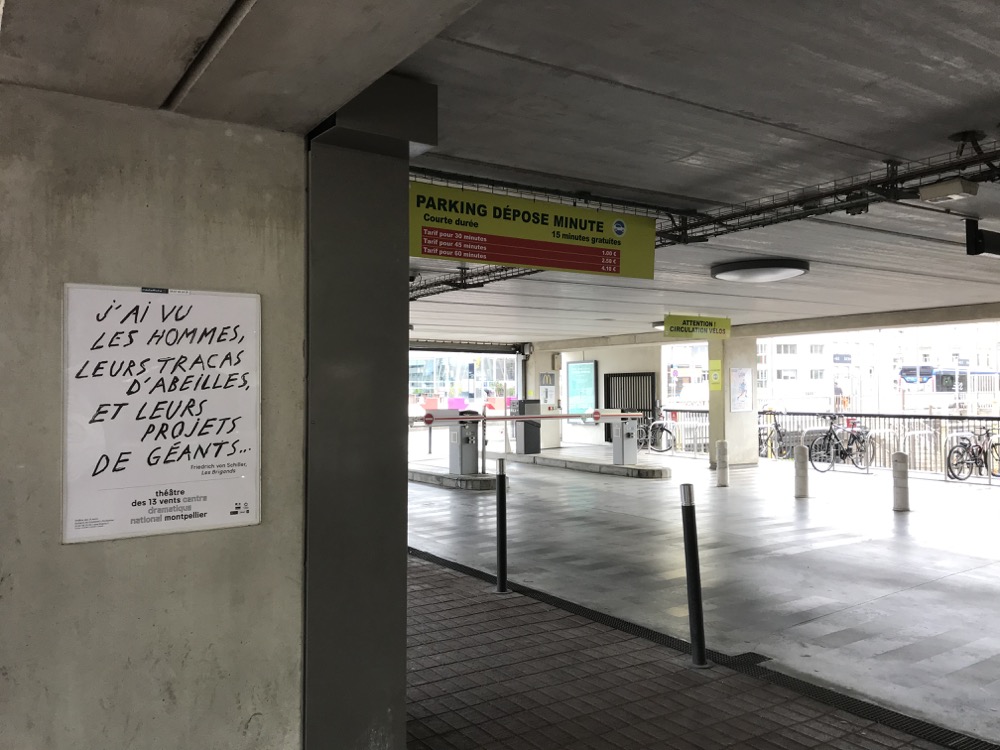 J'AI VU
LES HOMMES,
LEURS TRACAS
D'ABEILLES,
ET LEURS
PROJETS
DE GÉANTS...
Friedrich von Schiller,
Les Brigands
théâtre
des 13 vents centre
dramatique
national montpellier
PARKING DÉPOSE MINUTE
Courte durée 15 minutes gratuites
Tarif pour 30 minutes 1.00 €
Tarif pour 45 minutes
Tarif pour 60 minutes
ATTENTION !
CIRCULATION VÉLOS